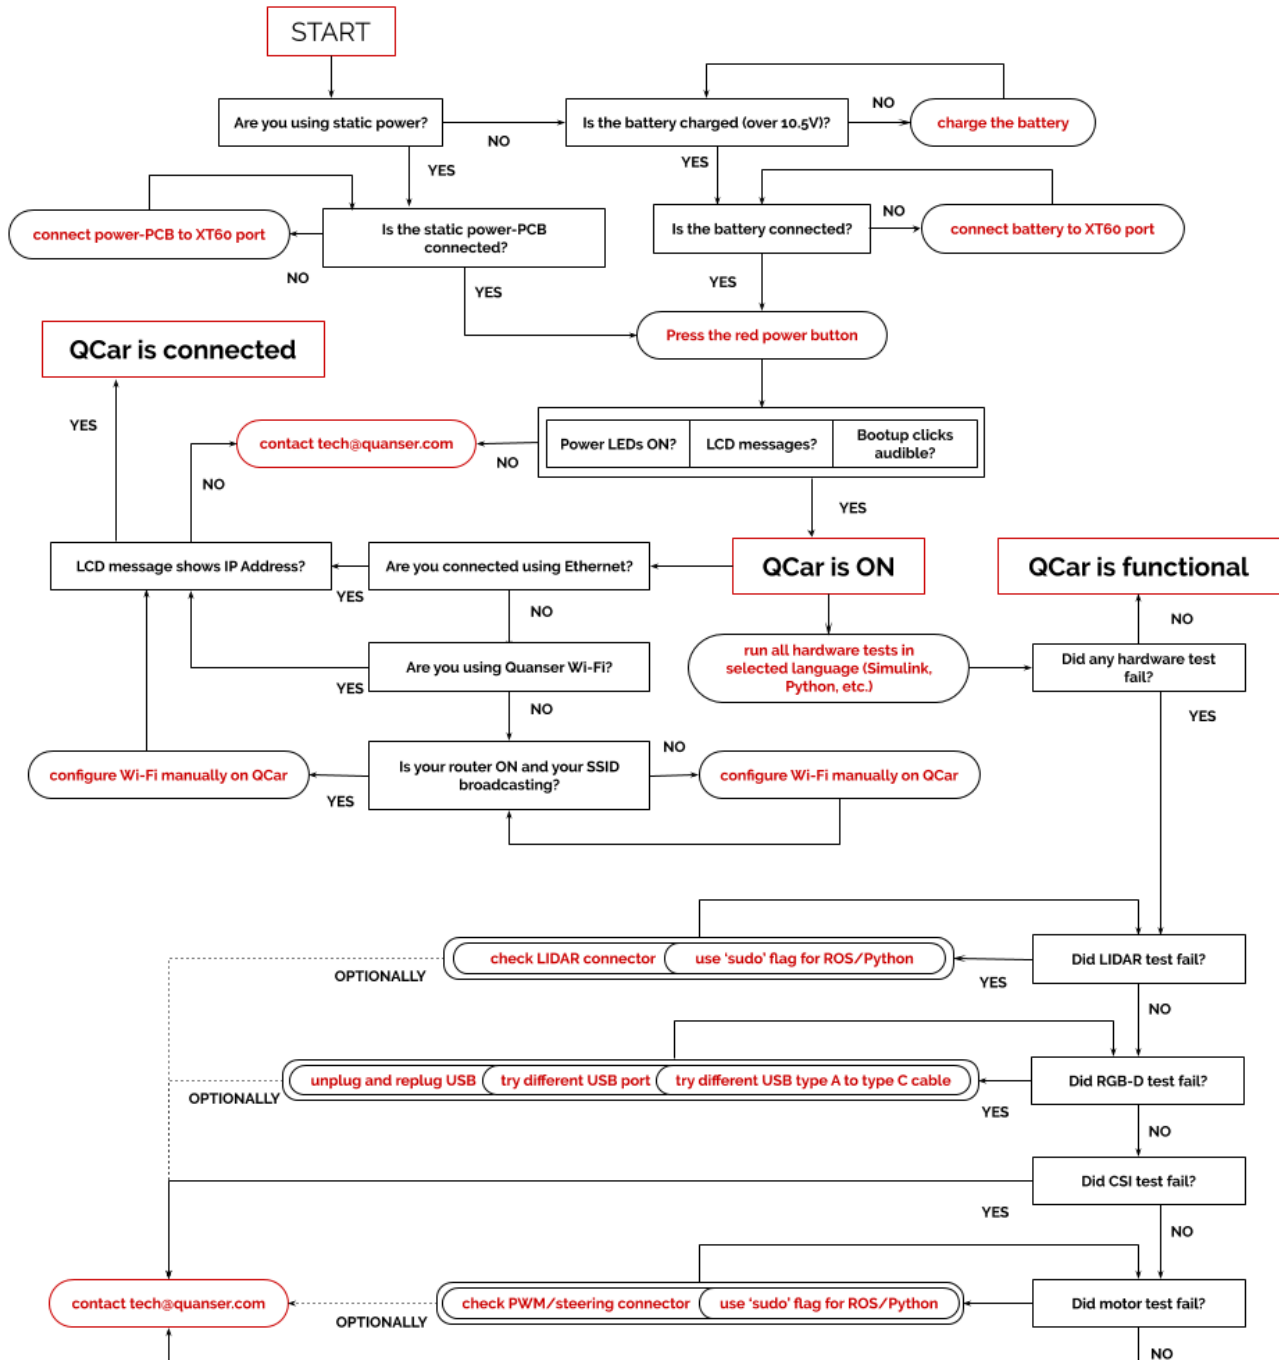 START
Are you using static power?
NO
Is the battery charged (over 10.5V)?
NO
charge the battery
YES
YES
connect power-PCB to XT60 port
Is the static power-PCB
connected?
Is the battery connected?
NO
connect battery to XT60 port
NO
YES
YES
Press the red power button
QCar is connected
YES
contact tech@quanser.com
NO
Power LEDs ON?
LCD messages?
Bootup clicks
audible?
NO
YES
LCD message shows IP Address?
YES
Are you connected using Ethernet?
QCar is ON
QCar is functional
NO
NO
Are you using Quanser Wi-Fi?
YES
run all hardware tests in
selected language (Simulink,
Python, etc.)
Did any hardware test
fail?
NO
YES
configure Wi-Fi manually on QCar
YES
Is your router ON and your SSID
broadcasting?
NO
configure Wi-Fi manually on QCar
OPTIONALLY
check LIDAR connector
use ‘sudo’ flag for ROS/Python
YES
Did LIDAR test fail?
NO
OPTIONALLY
unplug and replug USB
try different USB port
try different USB type A to type C cable
YES
Did RGB-D test fail?
NO
Did CSI test fail?
YES
NO
contact tech@quanser.com
OPTIONALLY
check PWM/steering connector
use ‘sudo’ flag for ROS/Python
Did motor test fail?
NO